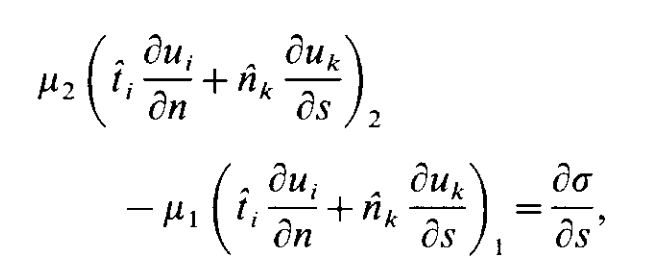 μ₂ ( t̂ᵢ ∂uᵢ/∂n + n̂ₖ ∂uₖ/∂s )₂
− μ₁ ( t̂ᵢ ∂uᵢ/∂n + n̂ₖ ∂uₖ/∂s )₁ = ∂σ/∂s,